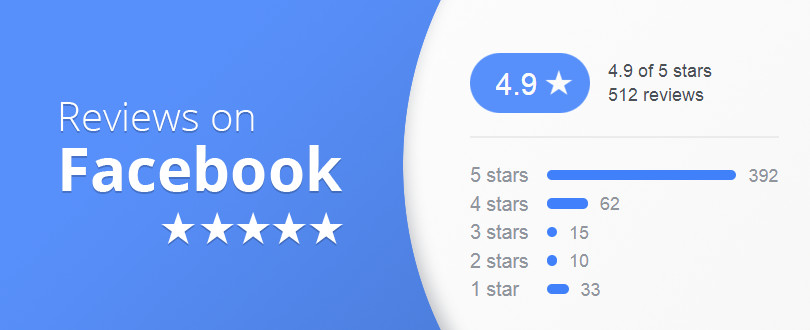 Reviews on
Facebook
4.9 ★
4.9 of 5 stars
512 reviews
5 stars 392
4 stars 62
3 stars 15
2 stars 10
1 star 33